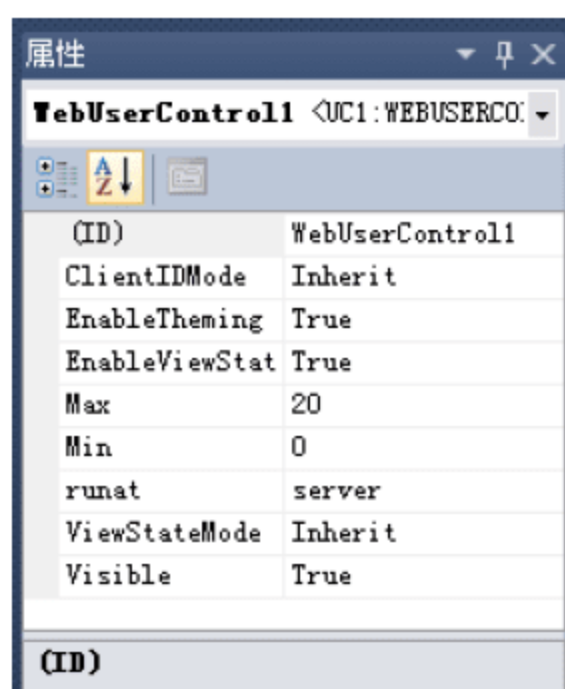 属性
WebUserControl1 <UC1:WEBUSERCO
(ID) WebUserControl1
ClientIDMode Inherit
EnableTheming True
EnableViewStat True
Max 20
Min 0
runat server
ViewStateMode Inherit
Visible True
(ID)